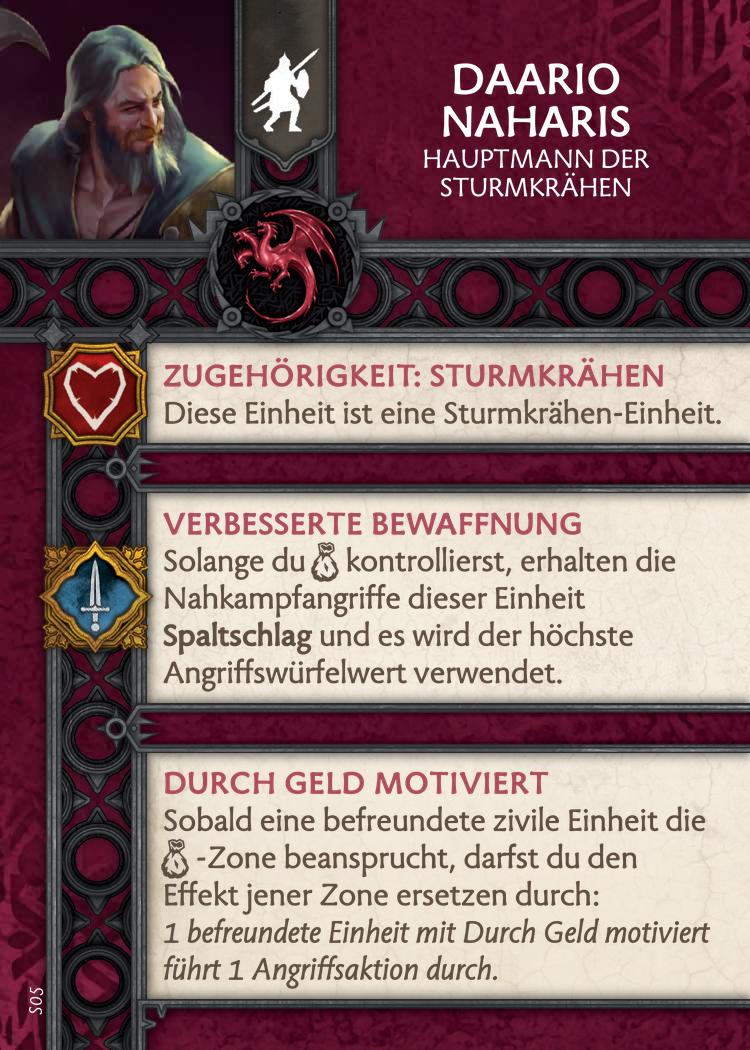 DAARIO
NAHARIS
HAUPTMANN DER
STURMKRÄHEN
ZUGEHÖRIGKEIT: STURMKRÄHEN
Diese Einheit ist eine Sturmkrähen-Einheit.
VERBESSERTE BEWAFFNUNG
Solange du kontrollierst, erhalten die
Nahkampfangriffe dieser Einheit
Spaltschlag und es wird der höchste
Angriffswürfelwert verwendet.
DURCH GELD MOTIVIERT
Sobald eine befreundete zivile Einheit die
-Zone beansprucht, darfst du den
Effekt jener Zone ersetzen durch:
1 befreundete Einheit mit Durch Geld motiviert
führt 1 Angriffsaktion durch.
S05